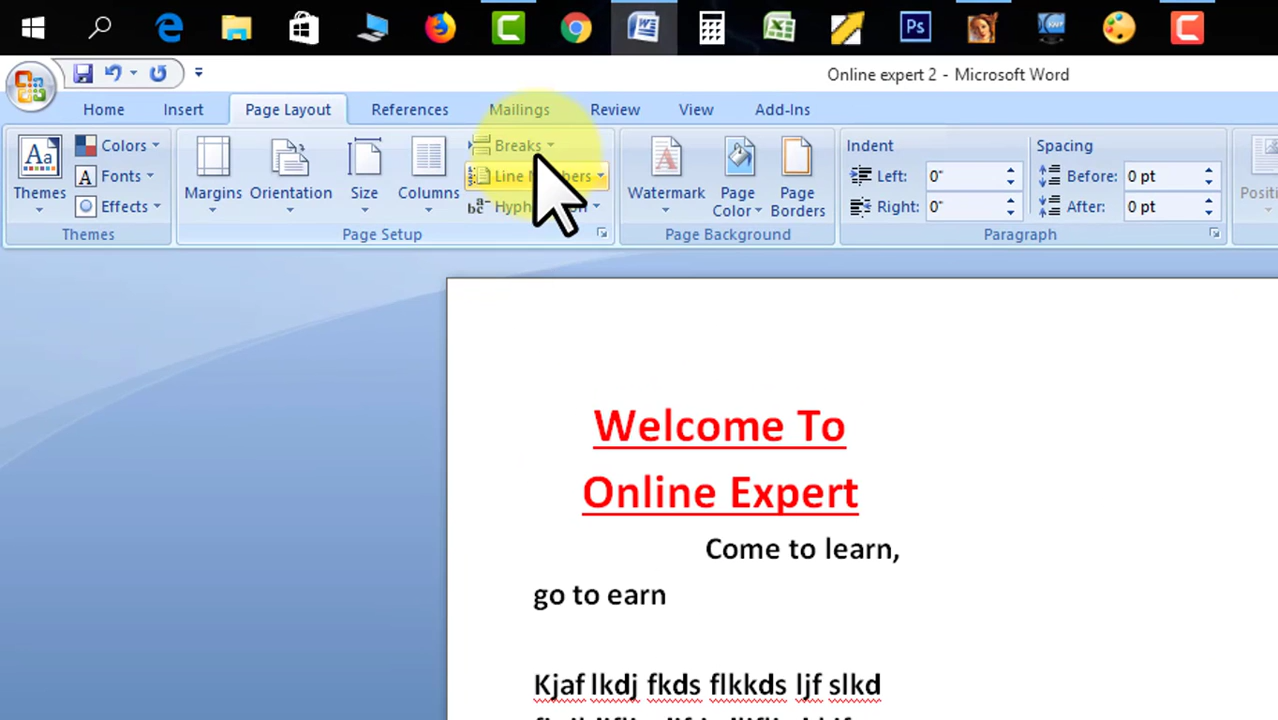 Ps
Online expert 2 - Microsoft Word
Home Insert Page Layout References Mailings Review View Add-Ins
Aa
Themes
Colors
A Fonts
Effects
Themes
Margins
Orientation
Size
Columns
Breaks
Line
Page Setup
Watermark
Page
Color
Page
Borders
Page Background
Indent
Left: 0"
Right: 0"
Spacing
Before: 0 pt
After: 0 pt
Paragraph
Welcome To
Online Expert
Come to learn,
go to earn
Kjaf lkdj fkds flkkds ljf slkd